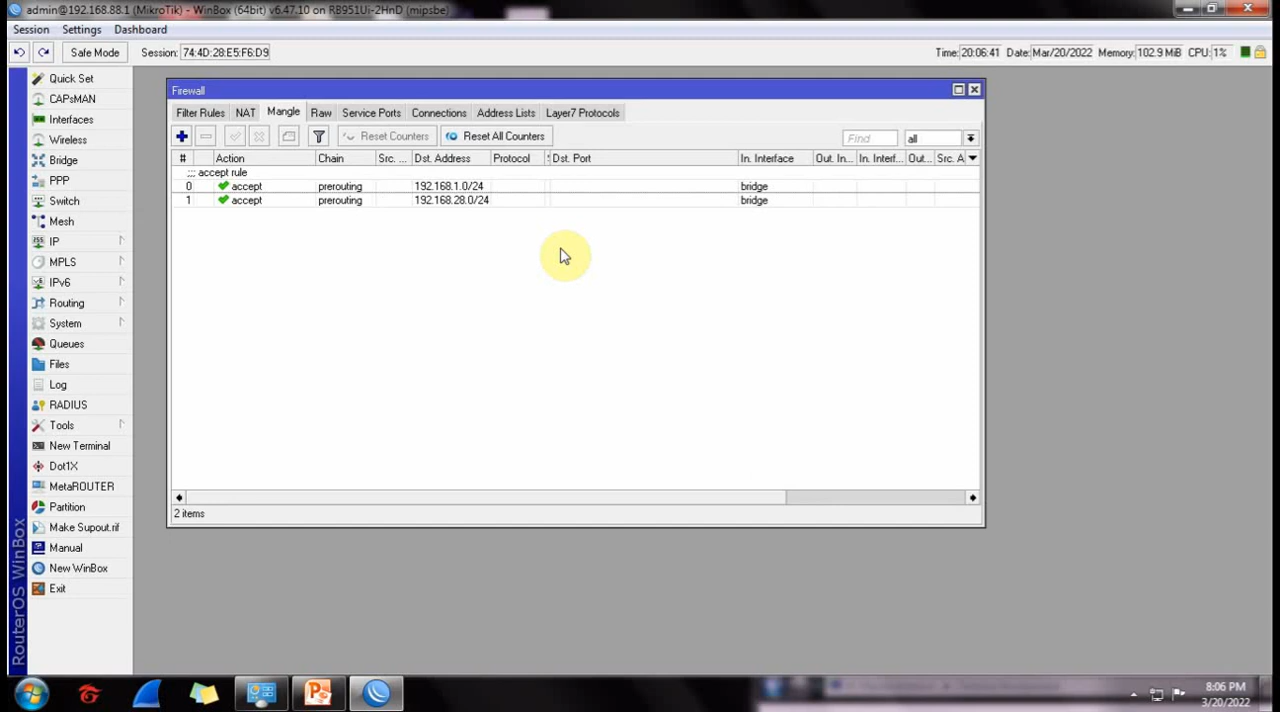 admin@192.168.88.1 (MikroTik) - WinBox (64bit) v6.47.10 on RB951Ui-2HnD (mipsbe)
Session Settings Dashboard
Safe Mode Session: 74:4D:28:E5:F6:D9 Time: 20:06:41 Date: Mar/20/2022 Memory: 102.9 MiB CPU: 1%
Quick Set
CAPsMAN
Interfaces
Wireless
Bridge
PPP
Switch
Mesh
IP
MPLS
IPv6
Routing
System
Queues
Files
Log
RADIUS
Tools
New Terminal
Dot1X
MetaROUTER
Partition
Make Supout.rif
Manual
New WinBox
Exit
RouterOS WinBox
Firewall
Filter Rules NAT Mangle Raw Service Ports Connections Address Lists Layer7 Protocols
Reset Counters Reset All Counters Find all
# Action Chain Src. ... Dst. Address Protocol Dst. Port In. Interface Out. In... In. Interf... Out... Src. A
;;; accept rule
0 accept prerouting 192.168.1.0/24 bridge
1 accept prerouting 192.168.28.0/24 bridge
2 items
8:06 PM
3/20/2022